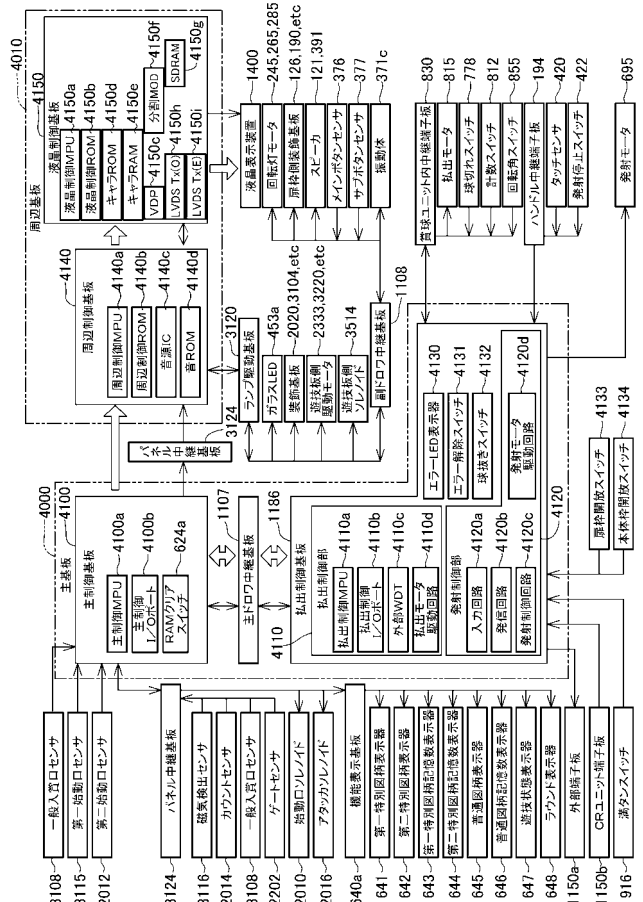 4000
4100
主基板
主制御基板
主制御MPU 4100a
主制御I/Oポート 4100b
RAMクリアスイッチ 624a
周辺基板 4010
4140
周辺制御基板
周辺制御MPU 4140a
周辺制御ROM 4140b
音源IC 4140c
音ROM 4140d
4150
液晶制御基板
液晶制御MPU 4150a
液晶制御ROM 4150b
キャラROM 4150d
キャラRAM 4150e
VDP 4150c
分割MOD 4150f
SDRAM 4150g
LVDS Tx(O) 4150h
LVDS Tx(E) 4150i
パネル中継基板 3124
ランプ駆動基板 3120
ガラスLED 453a
装飾基板 2020,3104,etc
遊技板側駆動モータ 2333,3220,etc
遊技板側ソレノイド 3514
副ドロワ中継基板 1108
液晶表示装置 1400
回転灯モータ 245,265,285
扉枠側装飾基板 126,190,etc
スピーカ 121,391
メインボタンセンサ 376
サブボタンセンサ 377
振動体 371c
主ドロワ中継基板 1107
1186
払出制御基板
4110
払出制御部
払出制御MPU 4110a
払出制御I/Oポート 4110b
外部WDT 4110c
払出モータ駆動回路 4110d
エラーLED表示器 4130
エラー解除スイッチ 4131
球抜きスイッチ 4132
発射制御部
入力回路 4120a
発信回路 4120b
発射制御回路 4120c
発射モータ駆動回路 4120d
4120
賞球ユニット内中継端子板 830
払出モータ 815
球切れスイッチ 778
計数スイッチ 812
回転角スイッチ 855
ハンドル中継端子板 194
タッチセンサ 420
発射停止スイッチ 422
発射モータ 695
扉枠開放スイッチ 4133
本体枠開放スイッチ 4134
3108 一般入賞口センサ
3115 第一始動口センサ
2012 第二始動口センサ
3124 パネル中継基板
3116 磁気検出センサ
2014 カウントセンサ
3108 一般入賞口センサ
2202 ゲートセンサ
2010 始動口ソレノイド
2016 アタッカソレノイド
640a 機能表示基板
641 第一特別図柄表示器
642 第二特別図柄表示器
643 第一特別図柄記憶数表示器
644 第二特別図柄記憶数表示器
645 普通図柄表示器
646 普通図柄記憶数表示器
647 遊技状態表示器
648 ラウンド表示器
1150a 外部端子板
1150b CRユニット端子板
916 満タンスイッチ